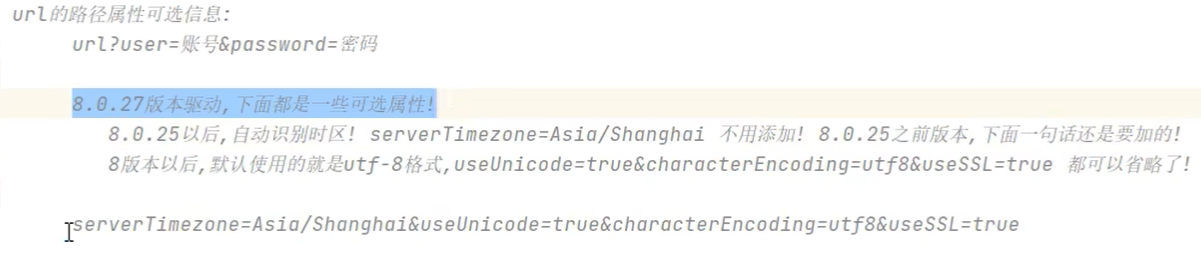 url的路径属性可选信息:
url?user=账号&password=密码
8.0.27版本驱动,下面都是一些可选属性!
8.0.25以后,自动识别时区! serverTimezone=Asia/Shanghai 不用添加! 8.0.25之前版本,下面一句话还是要加的!
8版本以后,默认使用的就是utf-8格式,useUnicode=true&characterEncoding=utf8&useSSL=true 都可以省略了!
serverTimezone=Asia/Shanghai&useUnicode=true&characterEncoding=utf8&useSSL=true